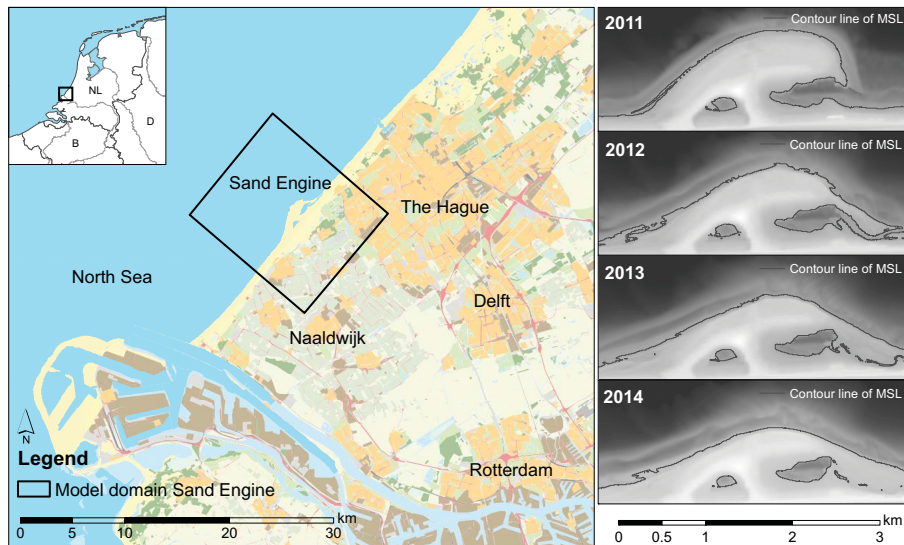 NL
D
B
Sand Engine
The Hague
North Sea
Delft
Naaldwijk
N
Legend
Rotterdam
Model domain Sand Engine
km
0 5 10 20 30
2011 Contour line of MSL
2012 Contour line of MSL
2013 Contour line of MSL
2014 Contour line of MSL
km
0 0.5 1 2 3